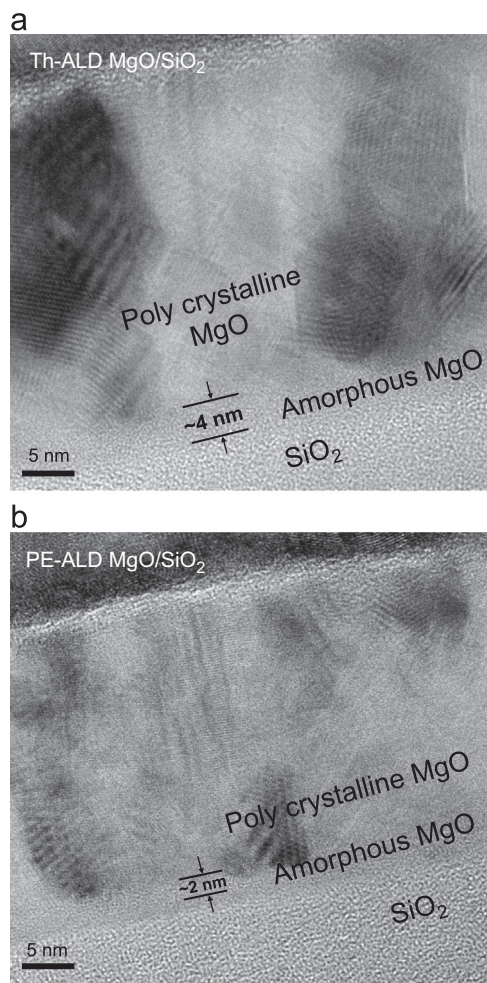 a
Th-ALD MgO/SiO₂
Poly crystalline
MgO
Amorphous MgO
~4 nm
SiO₂
5 nm
b
PE-ALD MgO/SiO₂
Poly crystalline MgO
Amorphous MgO
~2 nm
SiO₂
5 nm